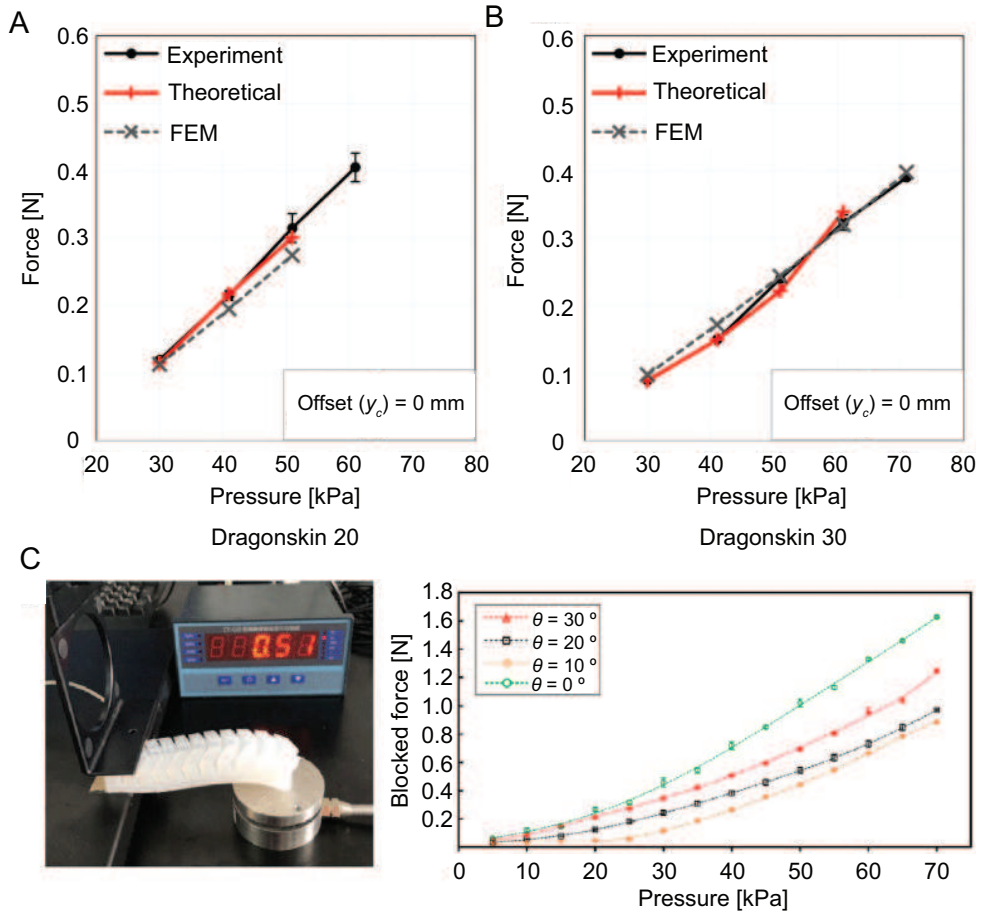 A
0.6
0.5
0.4
0.3
0.2
0.1
0
Force [N]
Experiment
Theoretical
FEM
Offset (y_c) = 0 mm
20 30 40 50 60 70 80
Pressure [kPa]
Dragonskin 20
B
0.6
0.5
0.4
0.3
0.2
0.1
0
Force [N]
Experiment
Theoretical
FEM
Offset (y_c) = 0 mm
20 30 40 50 60 70 80
Pressure [kPa]
Dragonskin 30
C
0.51
1.8
1.6
1.4
1.2
1.0
0.8
0.6
0.4
0.2
Blocked force [N]
θ = 30 º
θ = 20 º
θ = 10 º
θ = 0 º
0 10 20 30 40 50 60 70
Pressure [kPa]